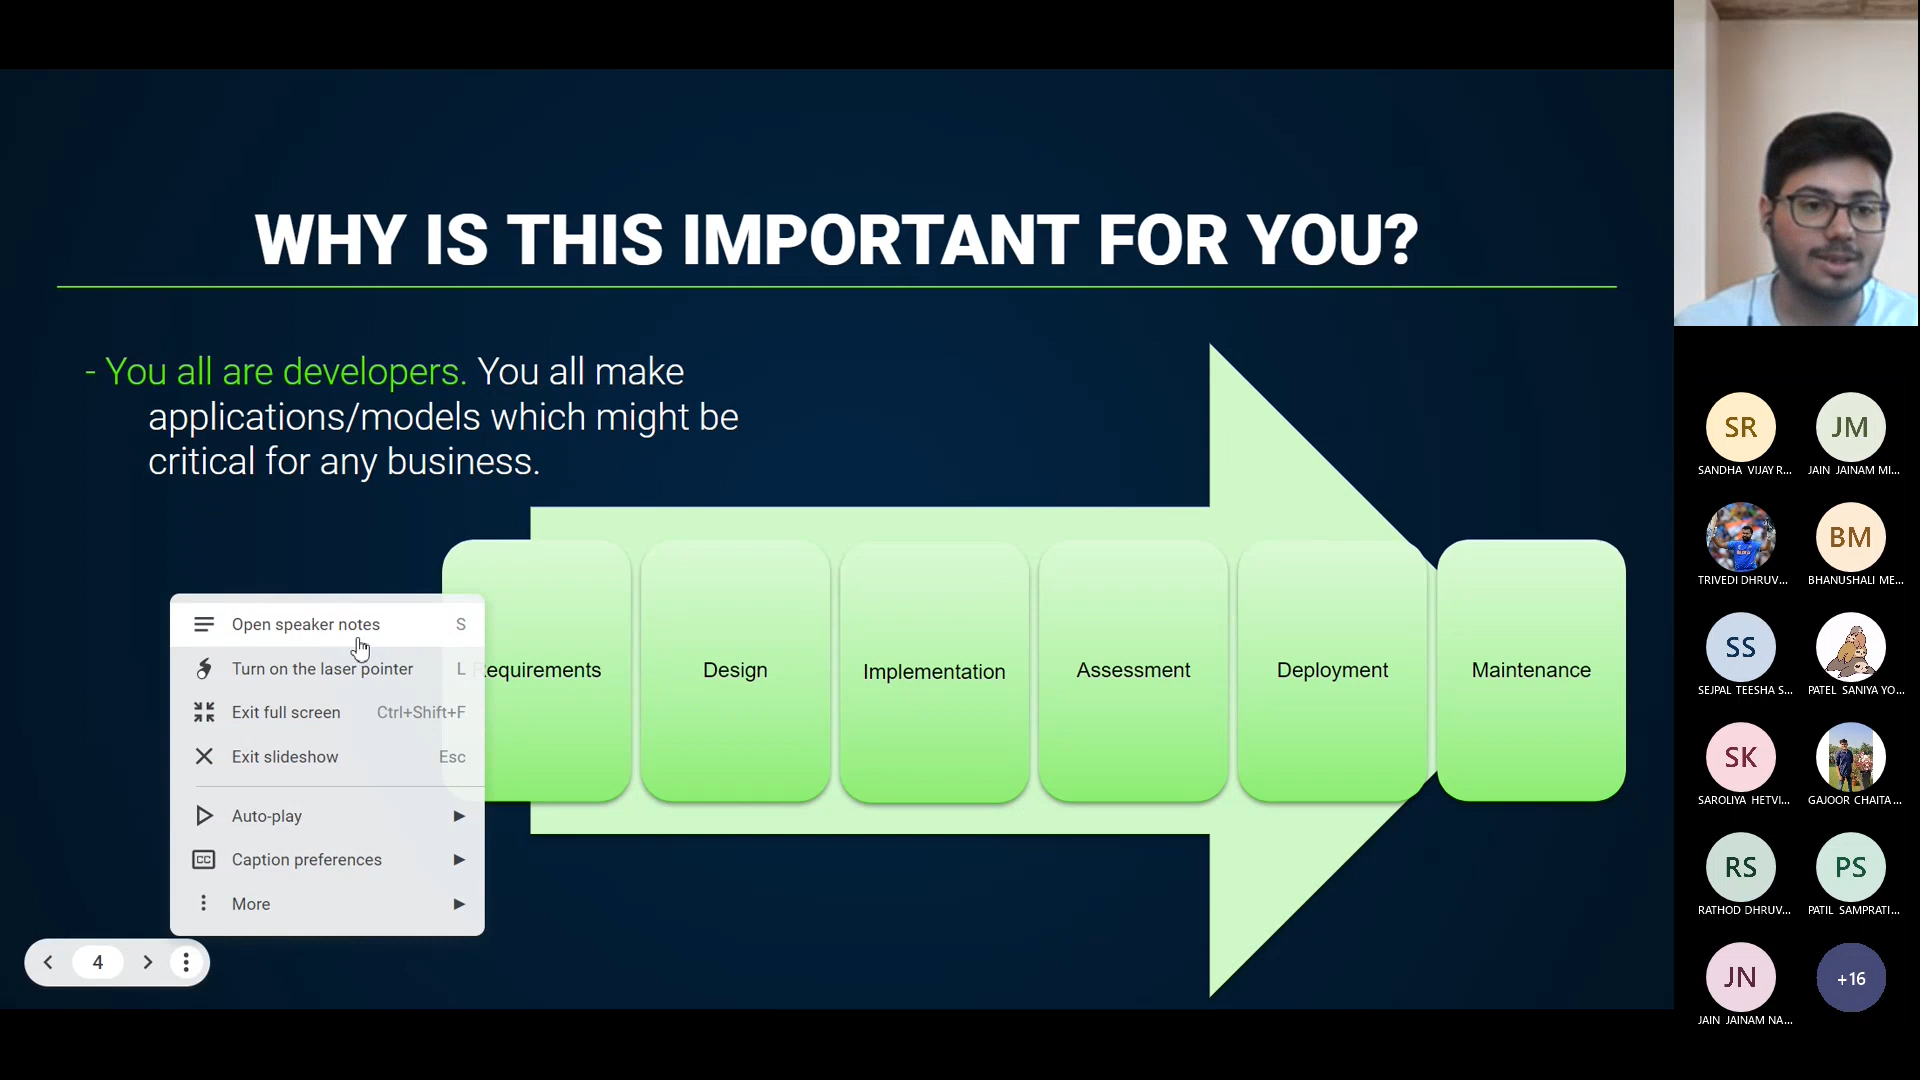 WHY IS THIS IMPORTANT FOR YOU?
- You all are developers. You all make
applications/models which might be
critical for any business.
equirements
Design
Implementation
Assessment
Deployment
Maintenance
Open speaker notes S
Turn on the laser pointer L
Exit full screen Ctrl+Shift+F
Exit slideshow Esc
Auto-play
CC Caption preferences
More
4
SR
SANDHA VIJAY R...
JM
JAIN JAINAM MI...
TRIVEDI DHRUV...
BM
BHANUSHALI ME...
SS
SEJPAL TEESHA S...
PATEL SANIYA YO...
SK
SAROLIYA HETVI...
GAJOOR CHAITA...
RS
RATHOD DHRUV...
PS
PATIL SAMPRATI...
JN
JAIN JAINAM NA...
+16